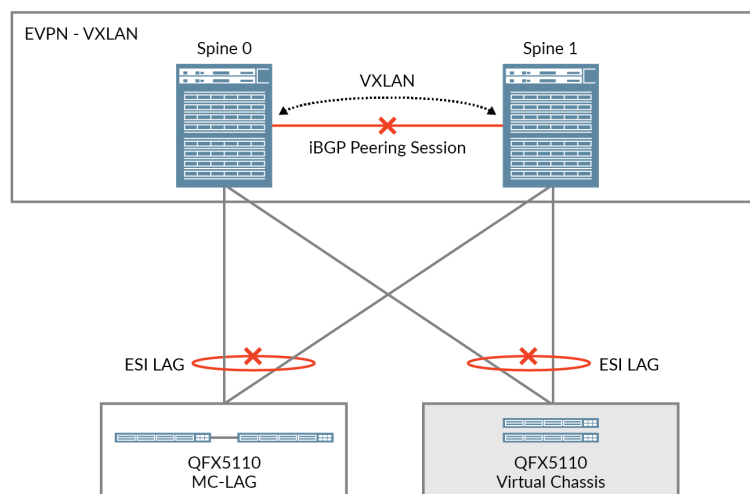 EVPN - VXLAN
Spine 0
Spine 1
VXLAN
iBGP Peering Session
ESI LAG
ESI LAG
QFX5110
MC-LAG
QFX5110
Virtual Chassis